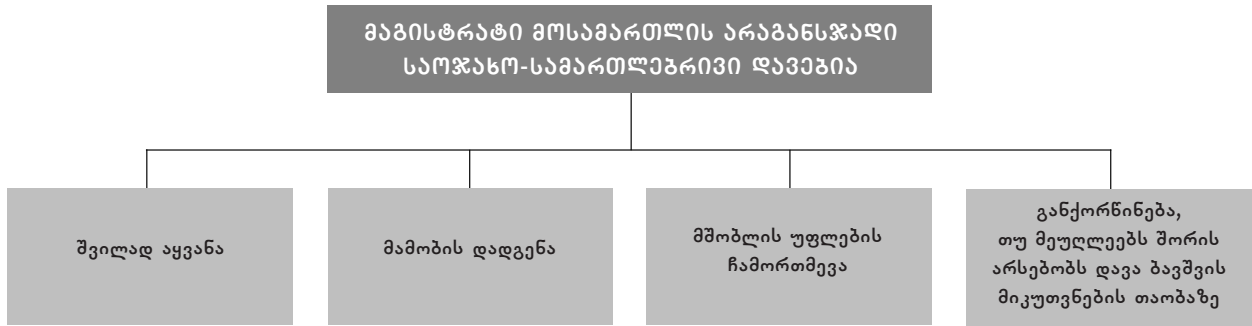 მაგისტრატი მოსამართლის არაგანსჯადი
საოჯახო-სამართლებრივი დავებია
შვილად აყვანა
მამობის დადგენა
მშობლის უფლების
ჩამორთმევა
განქორწინება,
თუ მეუღლეებს შორის
არსებობს დავა ბავშვის
მიკუთვნების თაობაზე